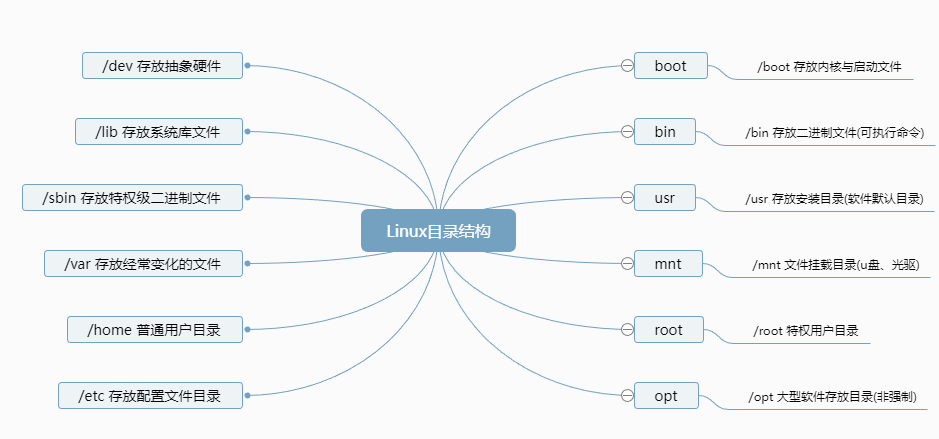 Linux目录结构
/dev 存放抽象硬件
/lib 存放系统库文件
/sbin 存放特权级二进制文件
/var 存放经常变化的文件
/home 普通用户目录
/etc 存放配置文件目录
boot
/boot 存放内核与启动文件
bin
/bin 存放二进制文件(可执行命令)
usr
/usr 存放安装目录(软件默认目录)
mnt
/mnt 文件挂载目录(u盘、光驱)
root
/root 特权用户目录
opt
/opt 大型软件存放目录(非强制)